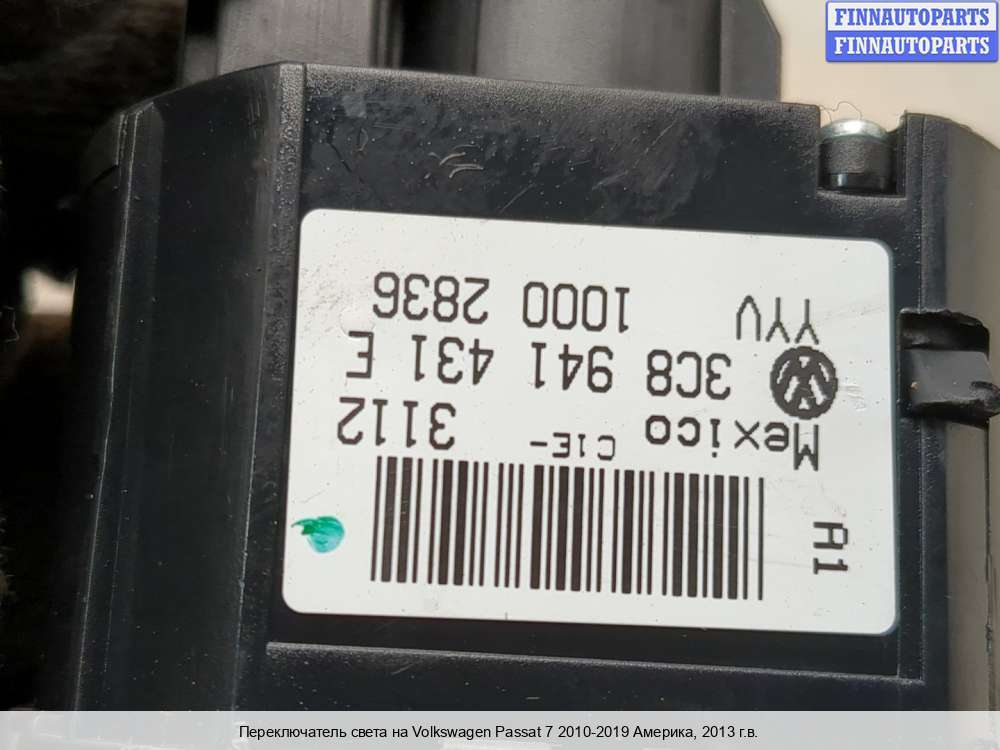 FINNAUTOPARTS
FINNAUTOPARTS
A1
Mexico C1E- 3112
3C8 941 431 E
YYV 1000 2836
Переключатель света на Volkswagen Passat 7 2010-2019 Америка, 2013 г.в.